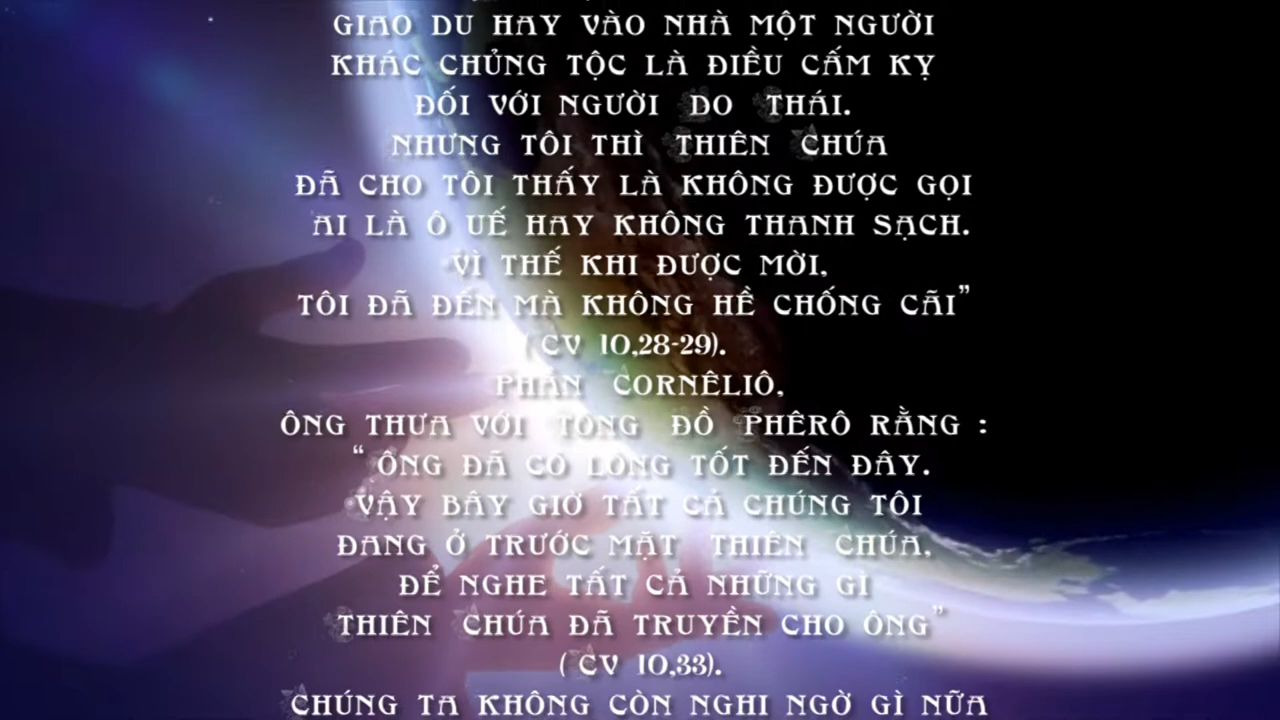 GIAO DU HAY VÀO NHÀ MỘT NGƯỜI
KHÁC CHỦNG TỘC LÀ ĐIỀU CẤM KỴ
ĐỐI VỚI NGƯỜI DO THÁI.
NHƯNG TÔI THÌ THIÊN CHÚA
ĐÃ CHO TÔI THẤY LÀ KHÔNG ĐƯỢC GỌI
AI LÀ Ô UẾ HAY KHÔNG THANH SẠCH.
VÌ THẾ KHI ĐƯỢC MỜI,
TÔI ĐÃ ĐẾN MÀ KHÔNG HỀ CHỐNG CÃI”
( CV 10,28-29).
PHẦN CORNÊLIÔ,
ÔNG THƯA VỚI TÔNG ĐỒ PHÊRÔ RẰNG :
“ ÔNG ĐÃ CÓ LÒNG TỐT ĐẾN ĐÂY.
VẬY BÂY GIỜ TẤT CẢ CHÚNG TÔI
ĐANG Ở TRƯỚC MẶT THIÊN CHÚA,
ĐỂ NGHE TẤT CẢ NHỮNG GÌ
THIÊN CHÚA ĐÃ TRUYỀN CHO ÔNG”
( CV 10,33).
CHÚNG TA KHÔNG CÒN NGHI NGỜ GÌ NỮA